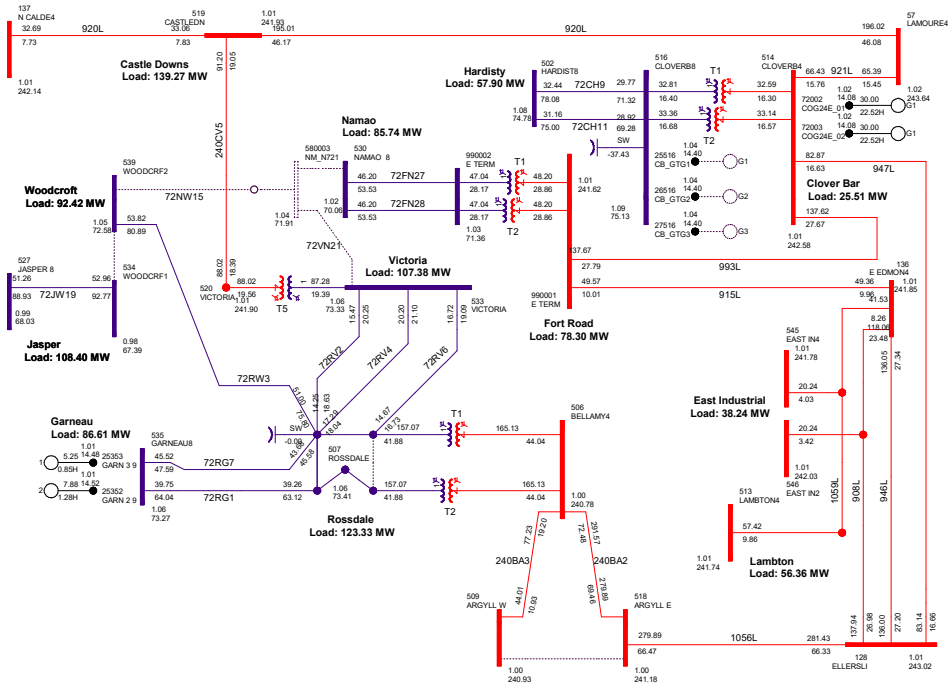 137
N CALDE4
32.69
7.73
920L
33.06
7.83
519
CASTLEDN
1.01
241.93
195.01
46.17
920L
196.02
46.08
57
LAMOURE4
1.01
242.14
Castle Downs
Load: 139.27 MW
91.20
19.05
240CV5
88.02
18.39
Hardisty
Load: 57.90 MW
502
HARDIST8
32.44
78.08
72CH9
29.77
71.32
31.16
75.00
72CH11
28.92
69.28
1.08
74.78
SW
-37.43
516
CLOVERB8
32.81
16.40
T1
32.59
16.30
33.36
16.68
T2
33.14
16.57
1.09
75.13
514
CLOVERB4
66.43
15.76
921L
65.39
15.45
1.02
243.64
72002
COG24E_01
1.02
14.08
30.00
22.52H
G1
72003
COG24E_02
1.02
14.08
30.00
22.52H
G1
25516
CB_GTG1
1.04
14.40
G1
26516
CB_GTG2
1.04
14.40
G2
27516
CB_GTG3
1.04
14.40
G3
82.87
16.63
947L
Clover Bar
Load: 25.51 MW
137.62
27.67
1.01
242.58
Namao
Load: 85.74 MW
580003
NM_N721
530
NAMAO 8
46.20
53.53
72FN27
47.04
28.17
990002
E TERM
T1
48.20
28.86
46.20
53.53
72FN28
47.04
28.17
T2
48.20
28.86
1.02
70.06
1.04
71.91
1.03
71.36
1.01
241.62
539
WOODCRF2
Woodcroft
Load: 92.42 MW
72NW15
72VN21
53.82
80.89
1.05
72.58
527
JASPER 8
51.26
88.93
72JW19
52.96
92.77
534
WOODCRF1
0.99
68.03
0.98
67.39
Jasper
Load: 108.40 MW
520
VICTORIA
88.02
19.56
1.01
241.90
T5
1
87.28
19.39
Victoria
Load: 107.38 MW
1.06
73.33
533
VICTORIA
15.47
20.25
20.20
21.10
16.72
19.09
72RV2
72RV4
72RV6
72RW3
137.67
27.79
993L
49.57
10.01
915L
49.36
9.96
990001
E TERM
Fort Road
Load: 78.30 MW
136
E EDMON4
1.01
241.85
41.53
8.26
118.06
23.48
136.05
27.34
545
EAST IN4
1.01
241.78
20.24
4.03
East Industrial
Load: 38.24 MW
20.24
3.42
1.01
242.03
546
EAST IN2
Garneau
Load: 86.61 MW
535
GARNEAU8
1
5.25
0.85H
1.01
14.48
25353
GARN 3 9
2
7.88
1.28H
1.01
14.52
25352
GARN 2 9
45.52
47.59
72RG7
39.75
64.04
72RG1
39.26
63.12
1.06
73.27
51.00
75.80
14.25
18.63
17.29
18.04
14.67
16.73
SW
-0.00
43.68
45.58
507
ROSSDALE
1.06
73.41
157.07
41.88
T1
165.13
44.04
157.07
41.88
T2
165.13
44.04
Rossdale
Load: 123.33 MW
506
BELLAMY4
1.00
240.78
77.23
19.20
291.57
72.48
240BA3
240BA2
44.01
10.93
279.89
69.46
509
ARGYLL W
518
ARGYLL E
1.00
240.93
1.00
241.18
279.89
66.47
1056L
281.43
66.33
513
LAMBTON4
57.42
9.86
1.01
241.74
Lambton
Load: 56.36 MW
1059L
908L
946L
137.94
26.98
136.00
27.20
83.14
16.66
128
ELLERSLI
1.01
243.02